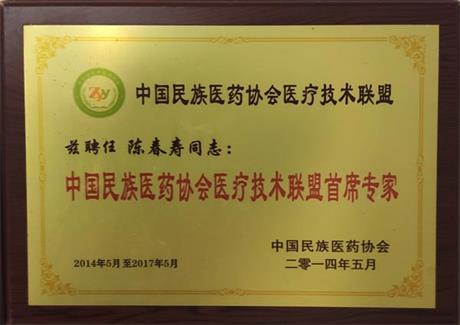 Zyy
中国民族医药协会医疗技术联盟
兹聘任 陈春寿同志：
中国民族医药协会医疗技术联盟首席专家
中国民族医药协会
2014年5月至2017年5月
二零一四年五月